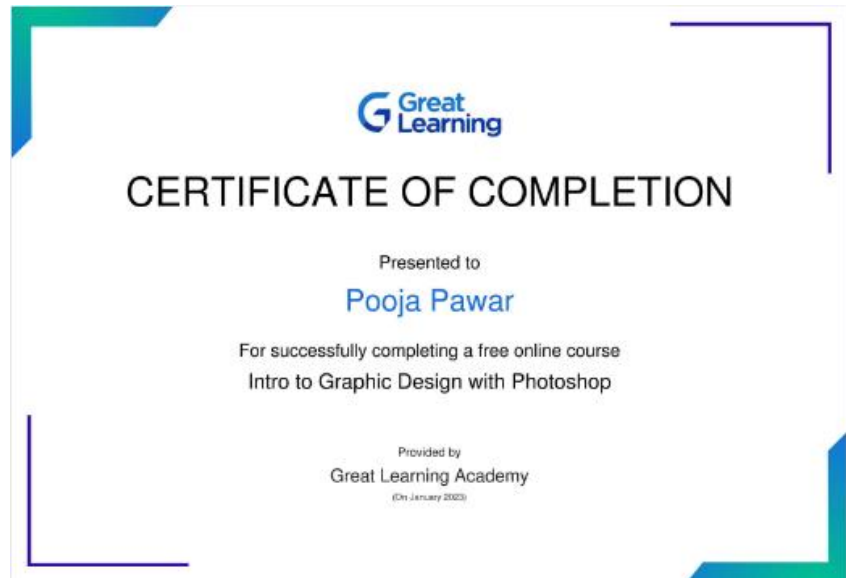 Great
Learning
CERTIFICATE OF COMPLETION
Presented to
Pooja Pawar
For successfully completing a free online course
Intro to Graphic Design with Photoshop
Provided by
Great Learning Academy
(On January 2023)